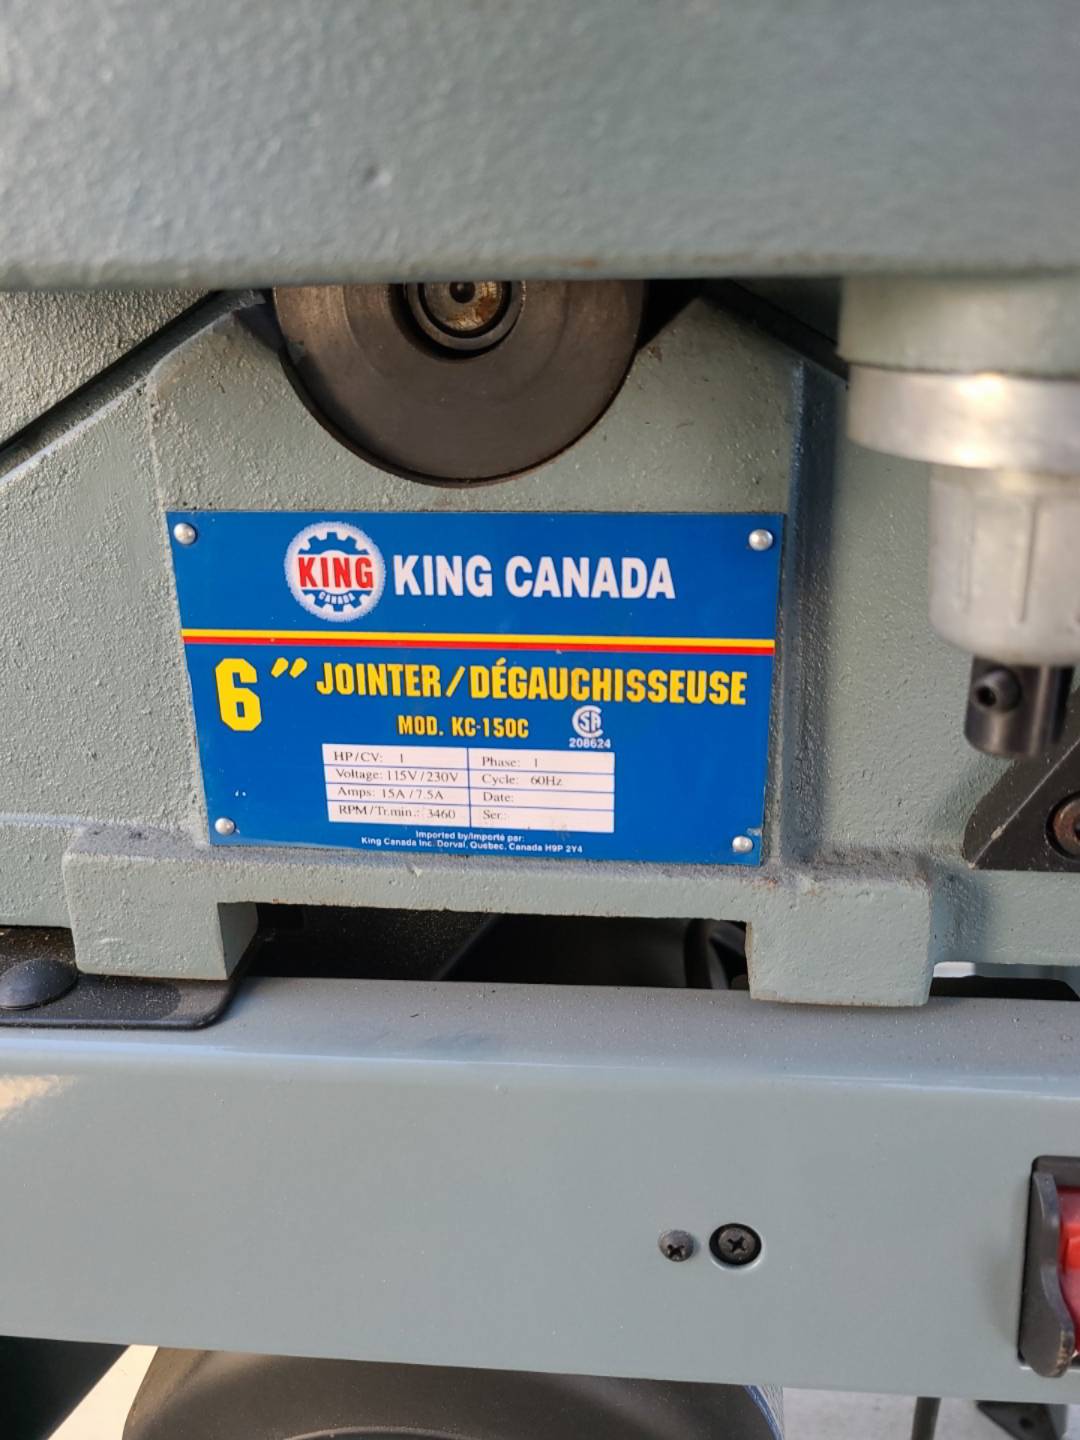 KING
CANADA
KING CANADA
6" JOINTER/DÉGAUCHISSEUSE
MOD. KC-150C
CSA
208624
HP/CV: 1
Phase: 1
Voltage: 115V/230V
Cycle: 60Hz
Amps: 15A/7.5A
Date:
RPM/Tr.min.: 3460
Ser.:
Imported by/Importé par:
King Canada Inc. Dorval, Quebec, Canada H9P 2Y4